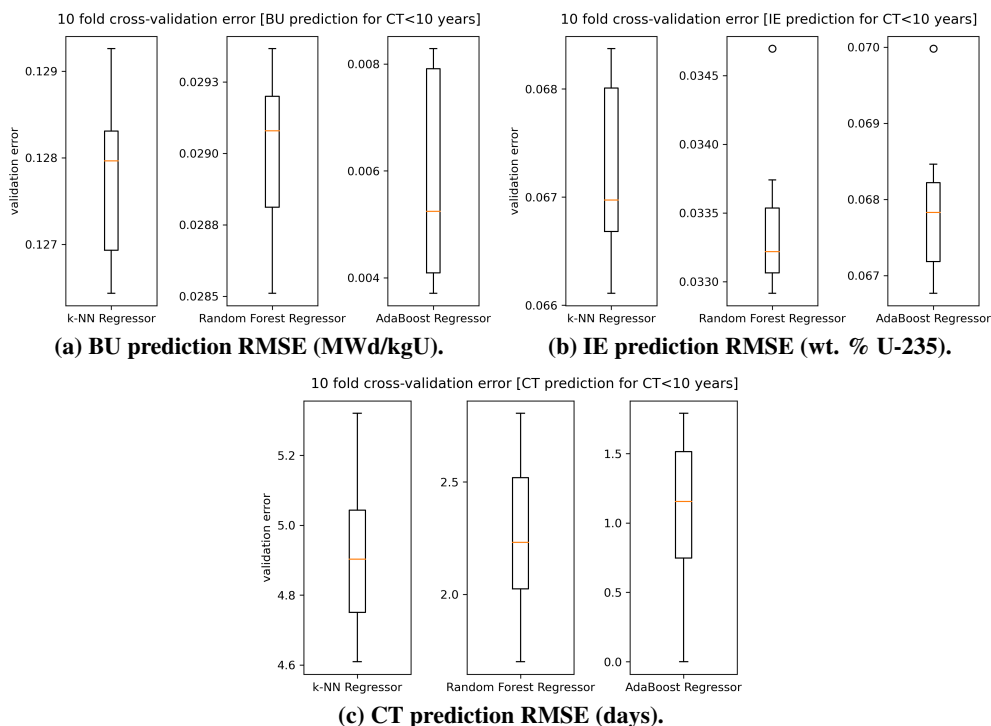 10 fold cross-validation error [BU prediction for CT<10 years]
validation error
0.129
0.128
0.127
k-NN Regressor
0.0293
0.0290
0.0288
0.0285
Random Forest Regressor
0.008
0.006
0.004
AdaBoost Regressor
(a) BU prediction RMSE (MWd/kgU).
10 fold cross-validation error [IE prediction for CT<10 years]
validation error
0.068
0.067
0.066
k-NN Regressor
0.0345
0.0340
0.0335
0.0330
Random Forest Regressor
0.070
0.069
0.068
0.067
AdaBoost Regressor
(b) IE prediction RMSE (wt. % U-235).
10 fold cross-validation error [CT prediction for CT<10 years]
validation error
5.2
5.0
4.8
4.6
k-NN Regressor
2.5
2.0
Random Forest Regressor
1.5
1.0
0.5
0.0
AdaBoost Regressor
(c) CT prediction RMSE (days).